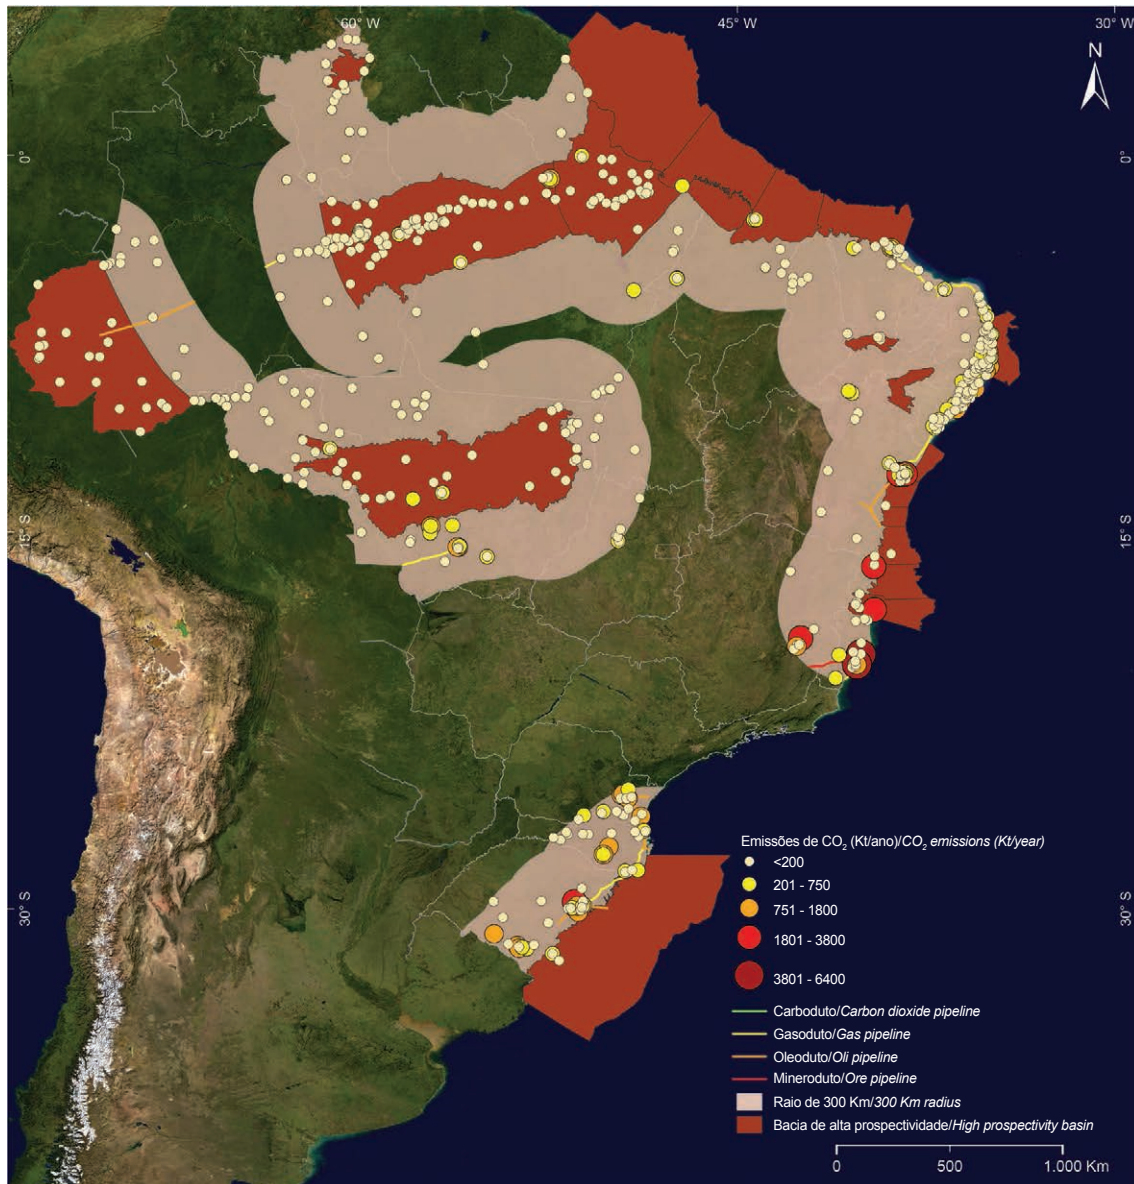 60° W
45° W
30° W
N
0°
0°
15° S
15° S
30° S
30° S
Emissões de CO₂ (Kt/ano)/CO₂ emissions (Kt/year)
<200
201 - 750
751 - 1800
1801 - 3800
3801 - 6400
Carboduto/Carbon dioxide pipeline
Gasoduto/Gas pipeline
Oleoduto/Oli pipeline
Mineroduto/Ore pipeline
Raio de 300 Km/300 Km radius
Bacia de alta prospectividade/High prospectivity basin
0 500 1.000 Km